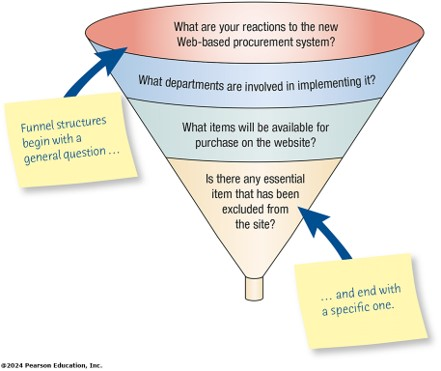 What are your reactions to the new
Web-based procurement system?
What departments are involved in implementing it?
Funnel structures
begin with a
general question ...
What items will be available for
purchase on the website?
Is there any essential
item that has been
excluded from
the site?
... and end with
a specific one.
©2024 Pearson Education, Inc.